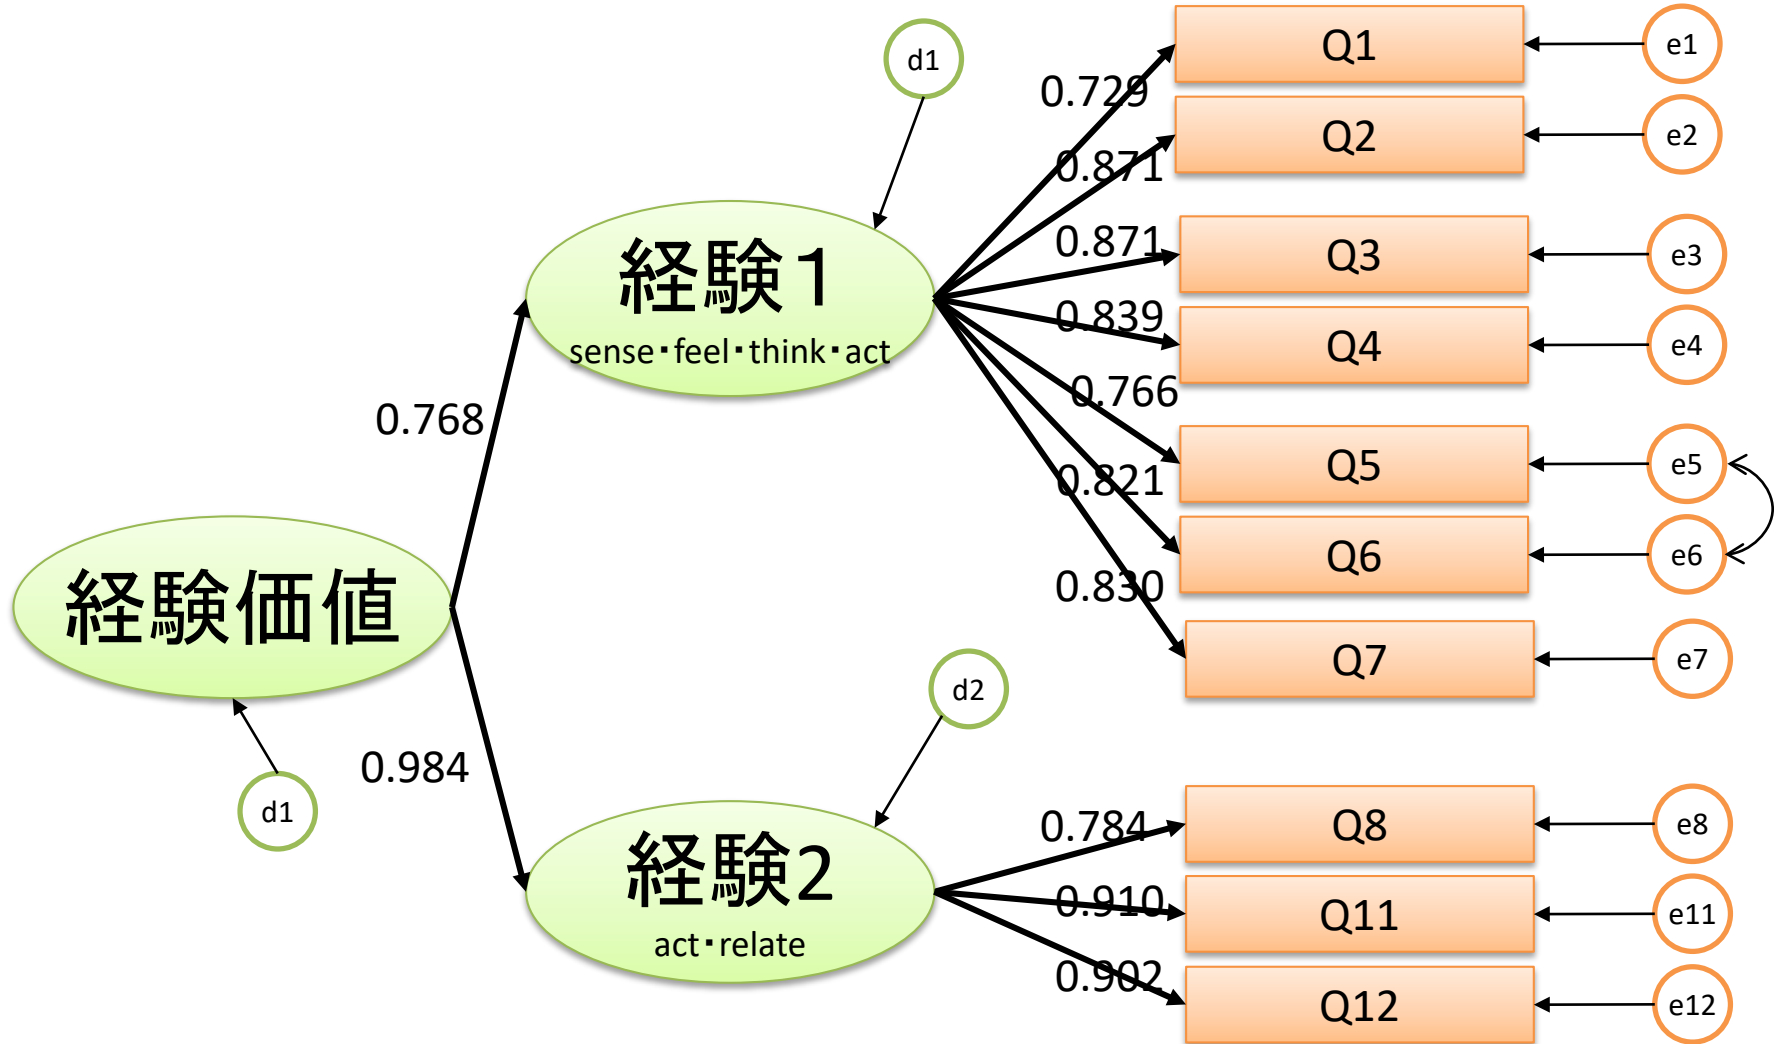 d1
Q1
e1
0.729
Q2
e2
0.871
経験1
sense・feel・think・act
0.871
Q3
e3
0.839
Q4
e4
0.768
0.766
Q5
e5
0.821
Q6
e6
0.830
経験価値
Q7
e7
d2
0.984
d1
経験2
act・relate
0.784
Q8
e8
0.910
Q11
e11
0.902
Q12
e12